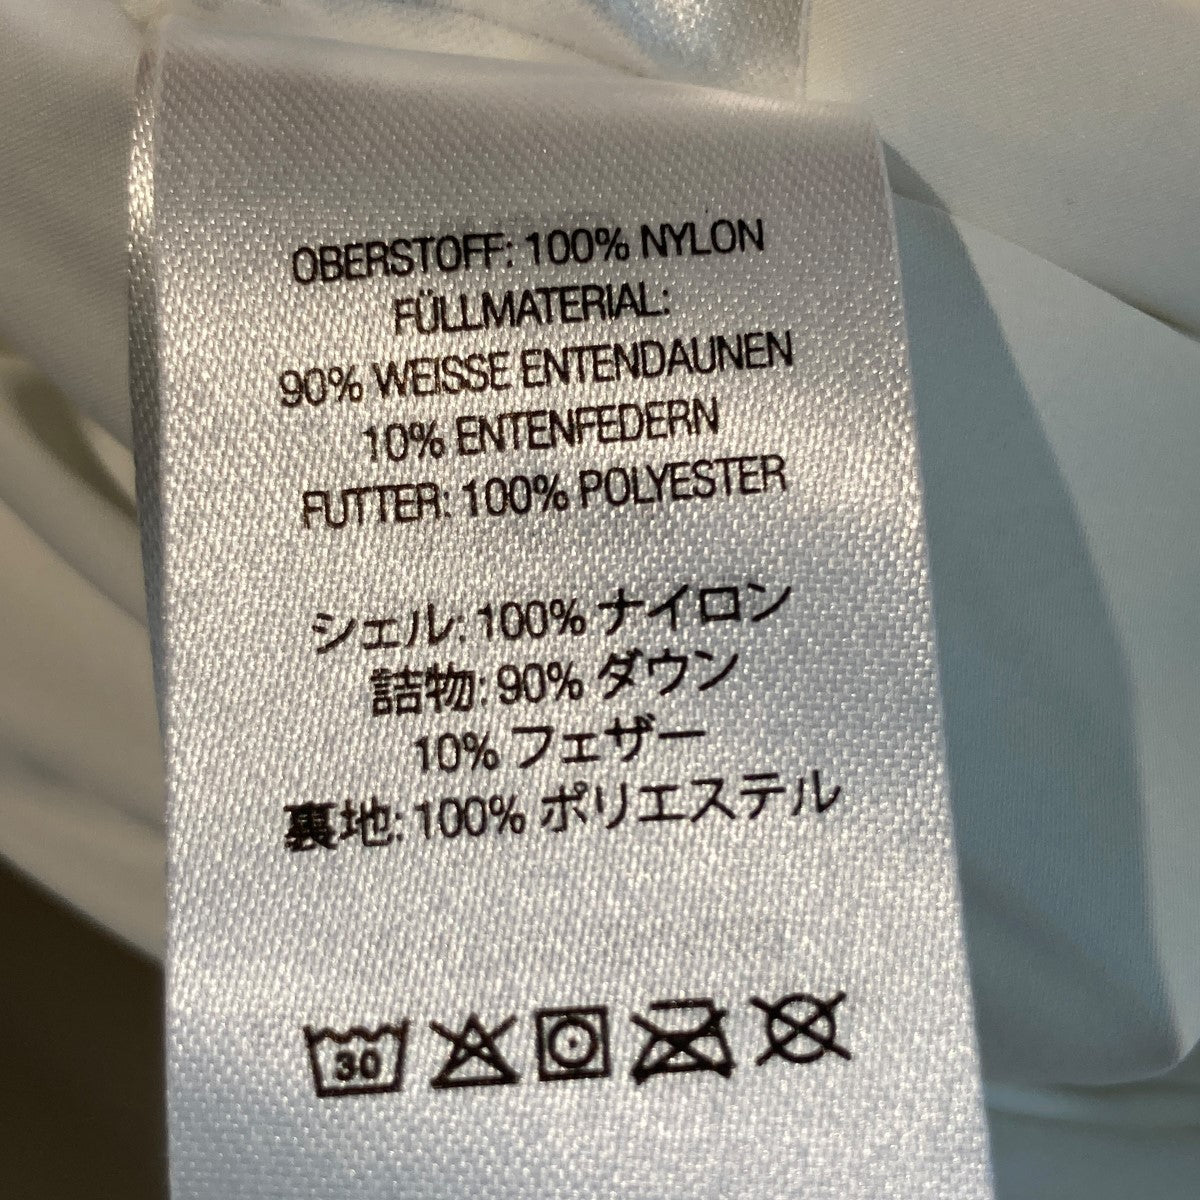 OBERSTOFF: 100% NYLON
FÜLLMATERIAL:
90% WEISSE ENTENDAUNEN
10% ENTENFEDERN
FUTTER: 100% POLYESTER
シェル: 100% ナイロン
詰物: 90% ダウン
10% フェザー
裏地: 100% ポリエステル
30